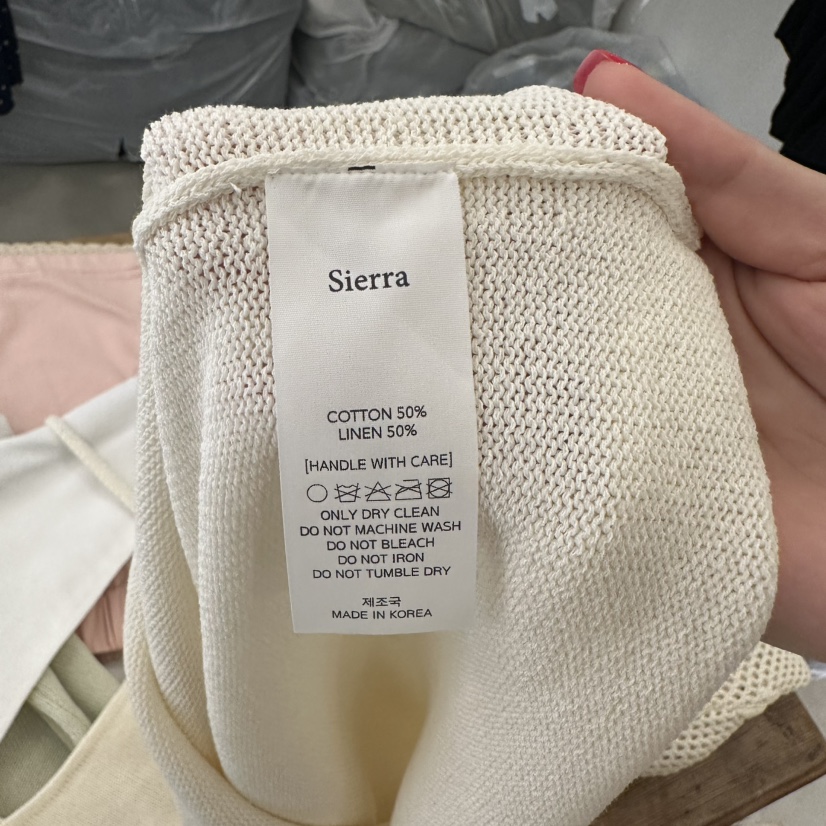 Sierra
COTTON 50%
LINEN 50%
[HANDLE WITH CARE]
ONLY DRY CLEAN
DO NOT MACHINE WASH
DO NOT BLEACH
DO NOT IRON
DO NOT TUMBLE DRY
제조국
MADE IN KOREA